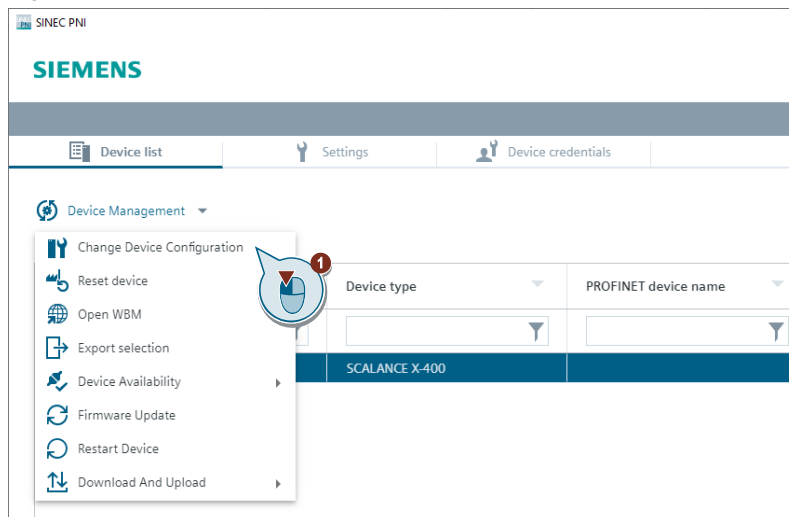 SINEC PNI
SIEMENS
Device list
Settings
Device credentials
Device Management
Change Device Configuration
1
Reset device
Device type
PROFINET device name
Open WBM
Export selection
Device Availability
SCALANCE X-400
Firmware Update
Restart Device
Download And Upload